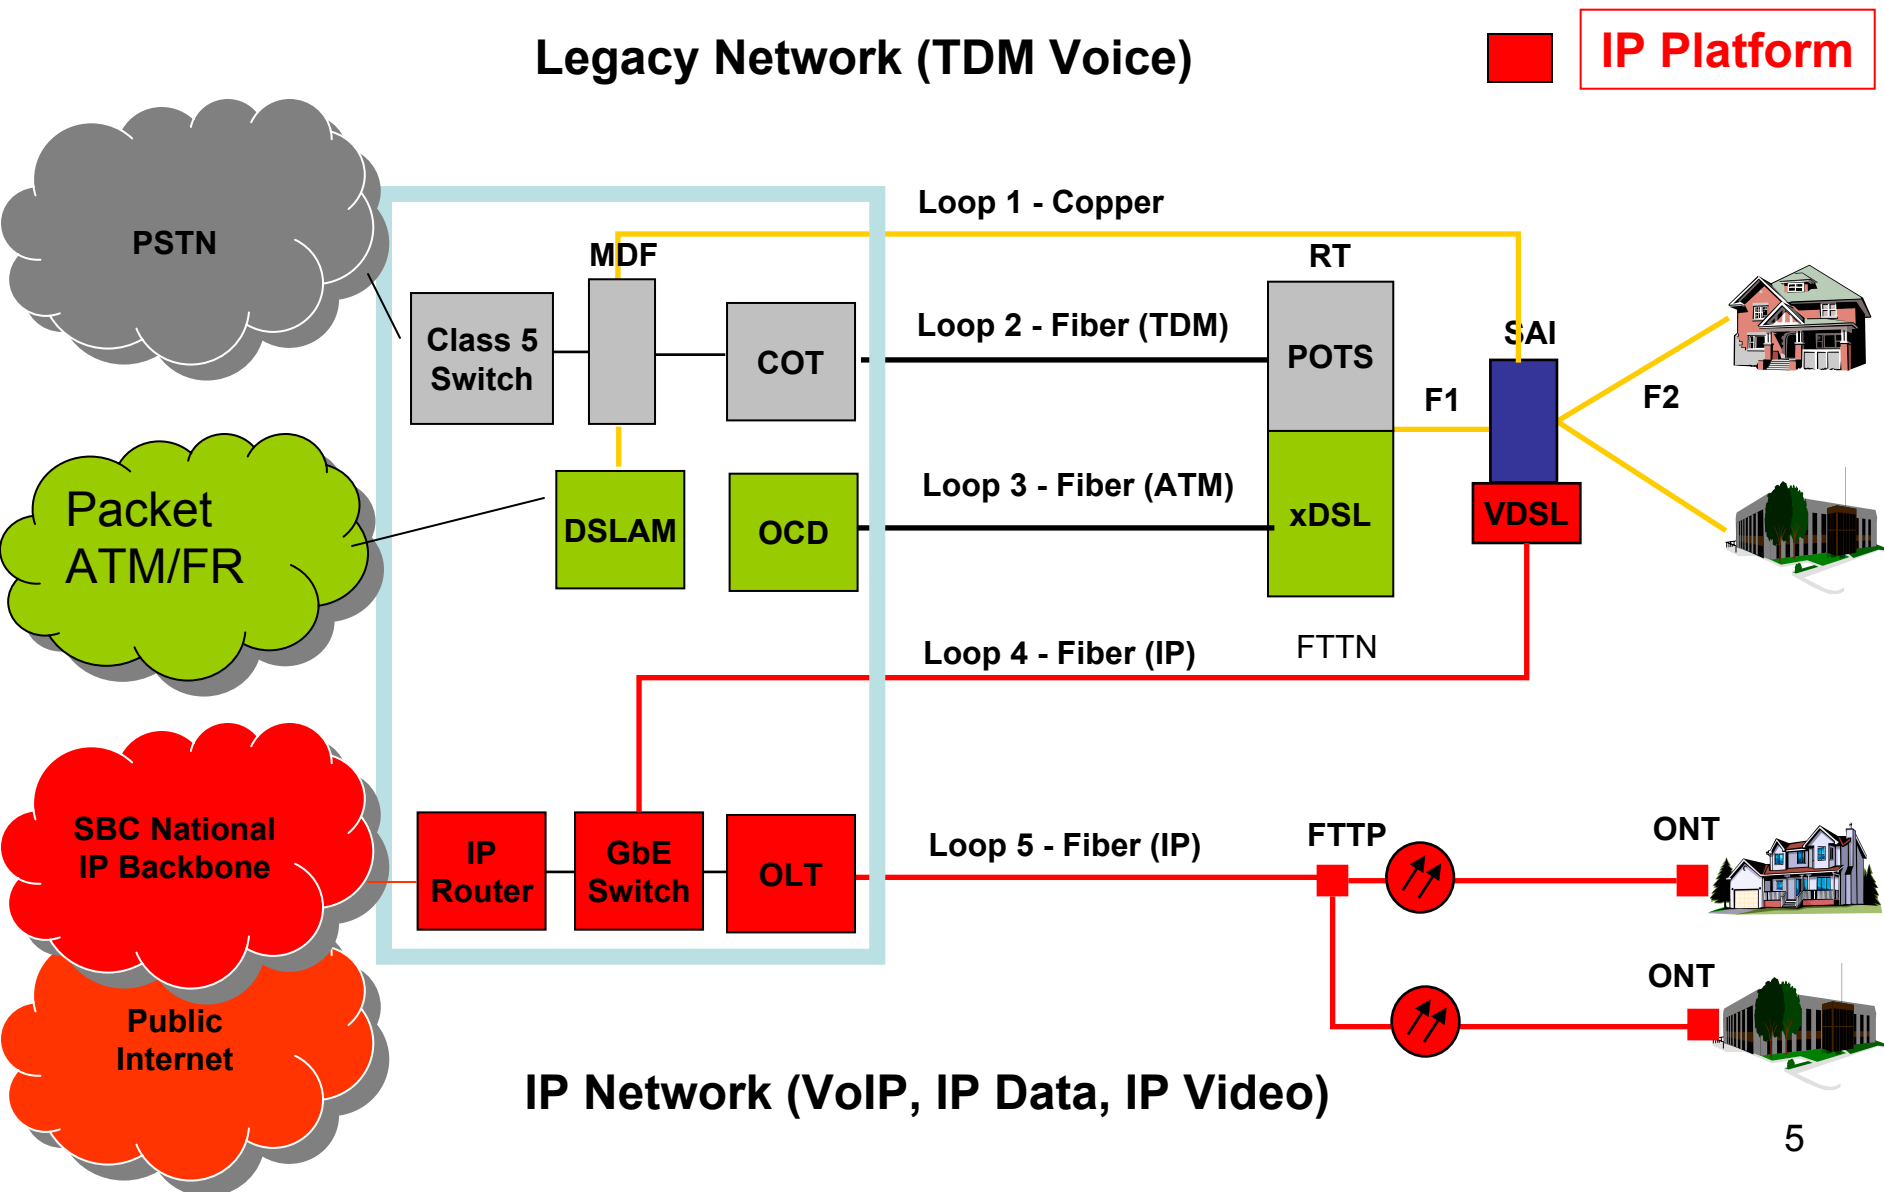 Legacy Network (TDM Voice)
IP Platform
PSTN
Loop 1 - Copper
MDF
RT
Class 5
Switch
COT
Loop 2 - Fiber (TDM)
POTS
SAI
F1
F2
Packet
ATM/FR
DSLAM
OCD
Loop 3 - Fiber (ATM)
xDSL
VDSL
Loop 4 - Fiber (IP)
FTTN
SBC National
IP Backbone
IP
Router
GbE
Switch
OLT
Loop 5 - Fiber (IP)
FTTP
ONT
ONT
Public
Internet
IP Network (VoIP, IP Data, IP Video)
5